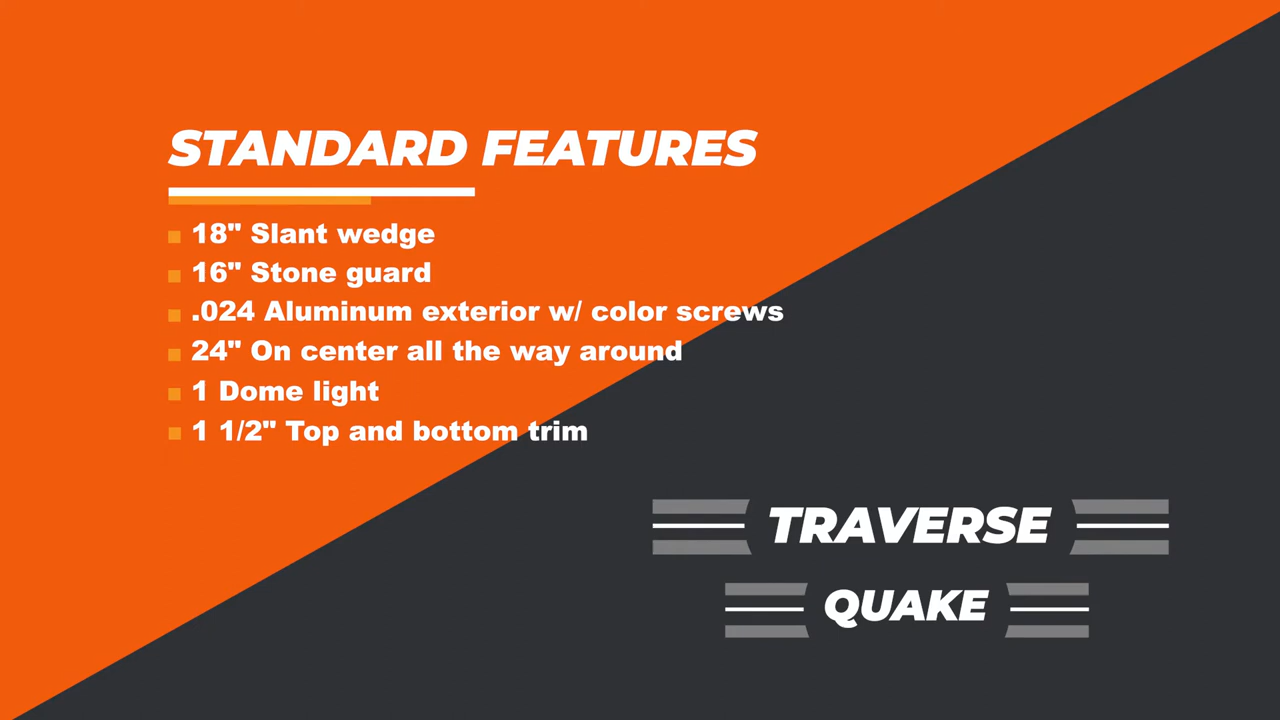 STANDARD FEATURES
18" Slant wedge
16" Stone guard
.024 Aluminum exterior w/ color screws
24" On center all the way around
1 Dome light
1 1/2" Top and bottom trim
TRAVERSE
QUAKE